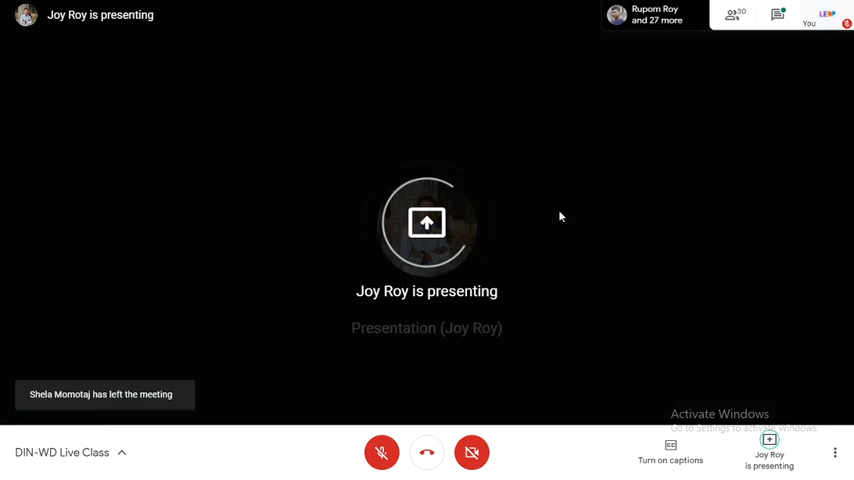 Joy Roy is presenting
Rupom Roy
and 27 more
30
LEDP
You
Joy Roy is presenting
Presentation (Joy Roy)
Shela Momotaj has left the meeting
Activate Windows
Go to Settings to activate Windows.
DIN-WD Live Class
CC
Turn on captions
Joy Roy
is presenting